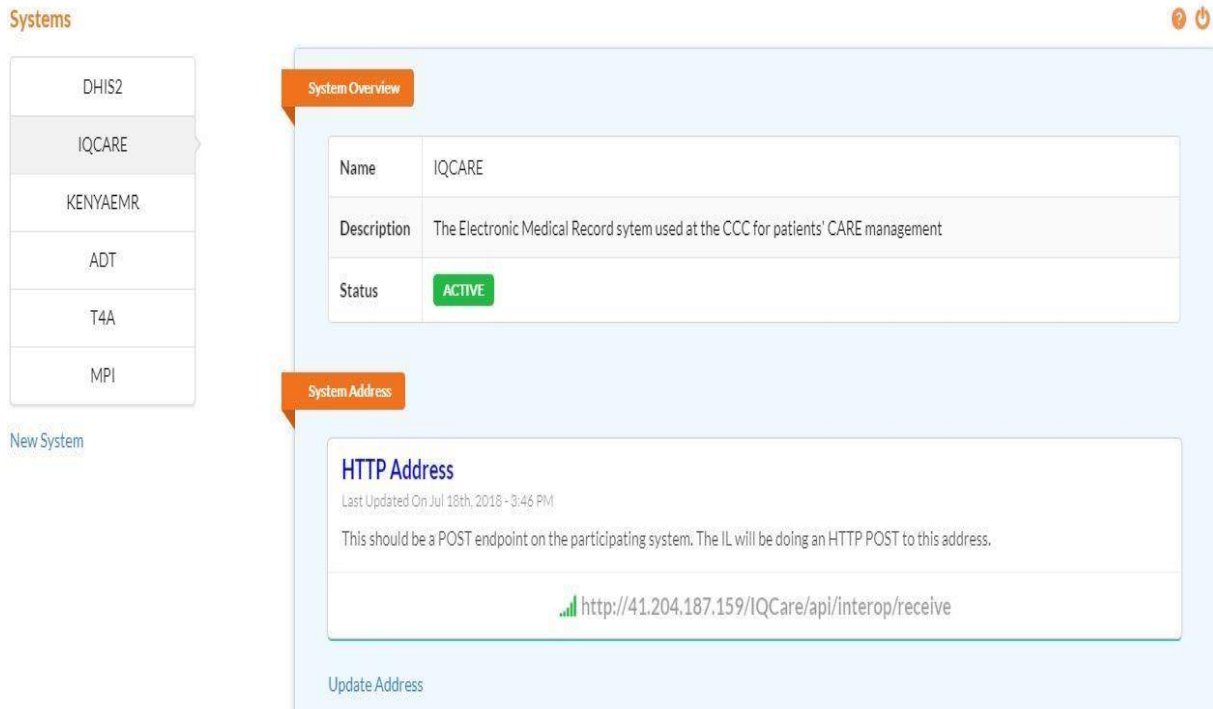 Systems
DHIS2
IQCARE
KENYAEMR
ADT
T4A
MPI
New System
System Overview
Name IQCARE
Description The Electronic Medical Record sytem used at the CCC for patients' CARE management
Status ACTIVE
System Address
HTTP Address
Last Updated On Jul 18th, 2018 - 3:46 PM
This should be a POST endpoint on the participating system. The IL will be doing an HTTP POST to this address.
http://41.204.187.159/IQCare/api/interop/receive
Update Address